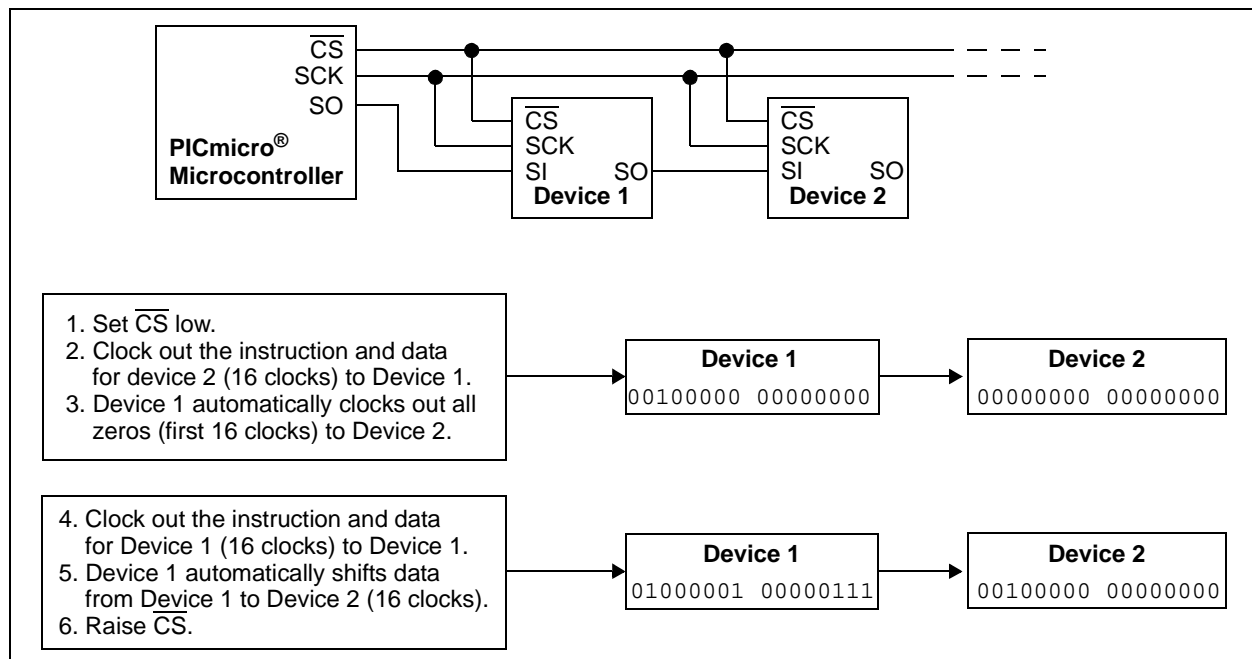 CS
SCK
SO
PICmicro®
Microcontroller
CS
SCK
SI SO
Device 1
CS
SCK
SI SO
Device 2
1. Set CS low.
2. Clock out the instruction and data
for device 2 (16 clocks) to Device 1.
3. Device 1 automatically clocks out all
zeros (first 16 clocks) to Device 2.
Device 1
00100000 00000000
Device 2
00000000 00000000
4. Clock out the instruction and data
for Device 1 (16 clocks) to Device 1.
5. Device 1 automatically shifts data
from Device 1 to Device 2 (16 clocks).
6. Raise CS.
Device 1
01000001 00000111
Device 2
00100000 00000000